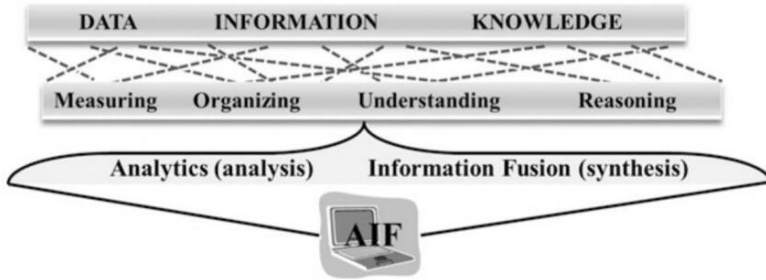 DATA INFORMATION KNOWLEDGE
Measuring Organizing Understanding Reasoning
Analytics (analysis) Information Fusion (synthesis)
AIF